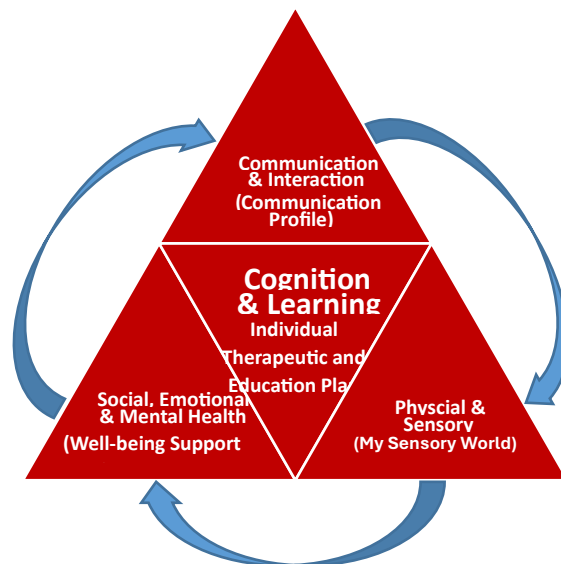 Communication
& Interaction
(Communication
Profile)
Cognition
& Learning
Individual
Therapeutic and
Education Pla
Social, Emotional
& Mental Health
(Well-being Support
Physcial &
Sensory
(My Sensory World)